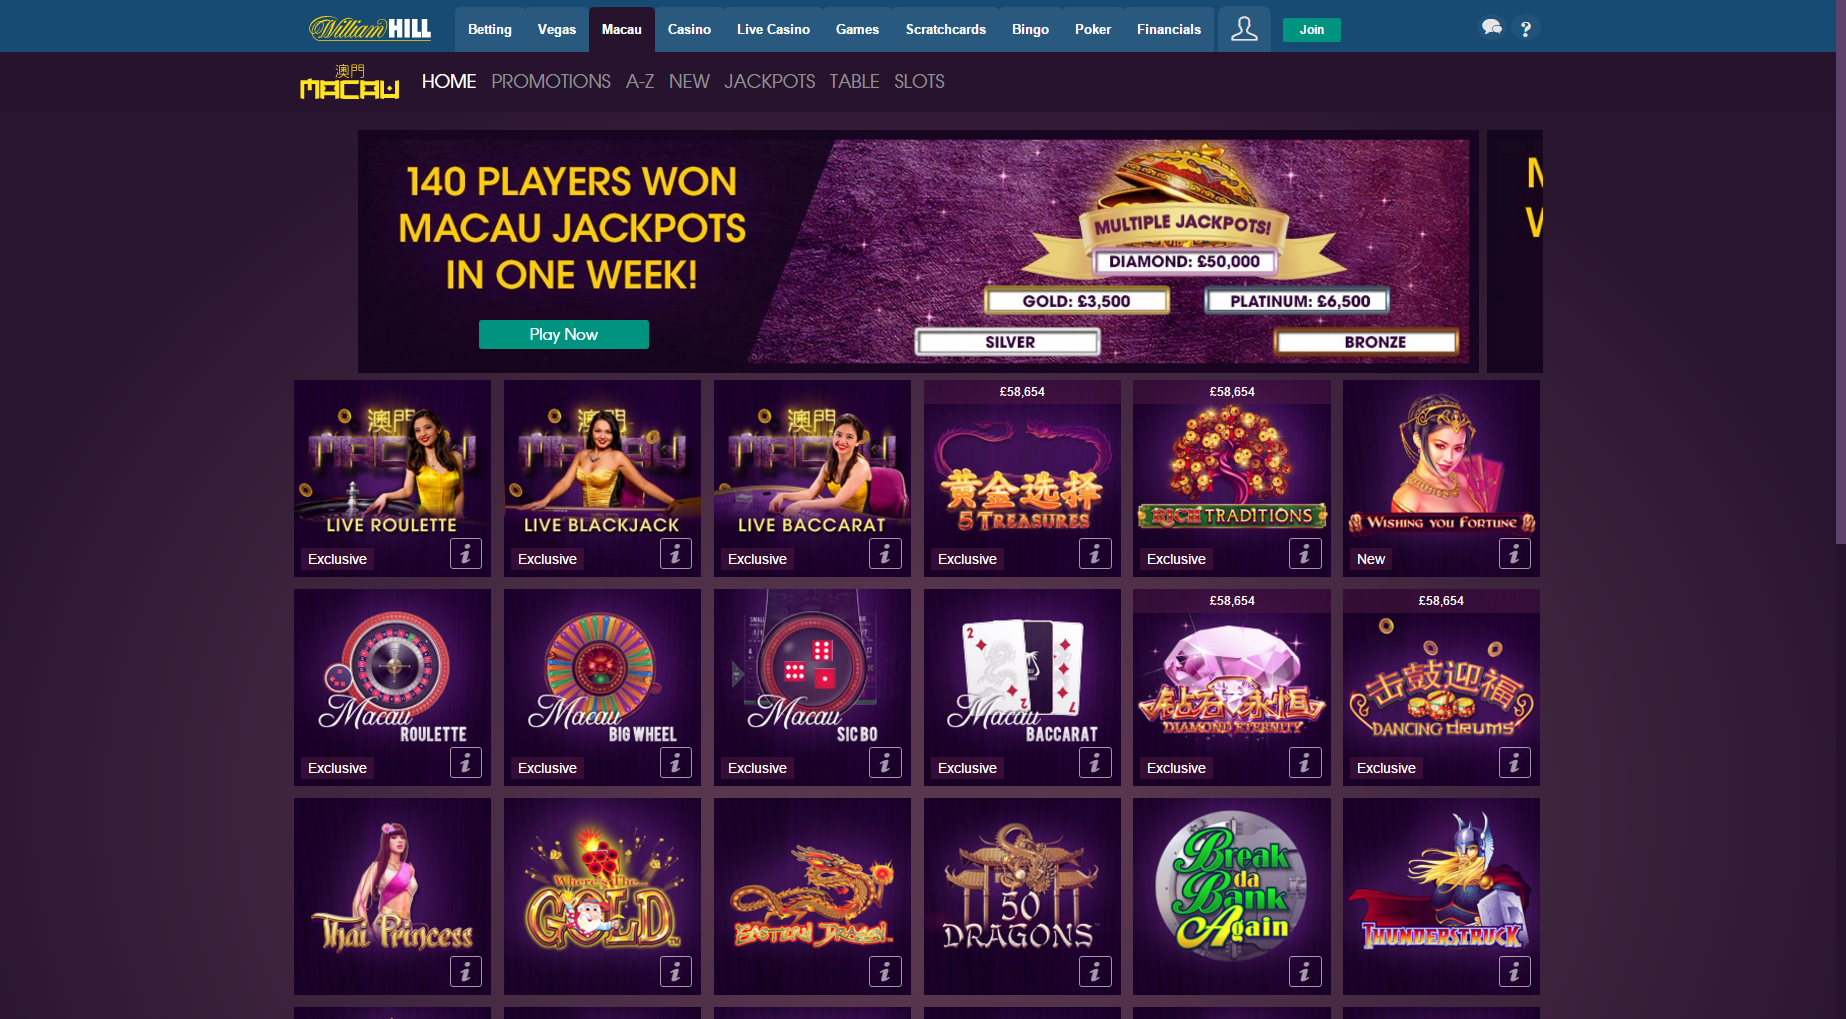 William HILL
Betting Vegas Macau Casino Live Casino Games Scratchcards Bingo Poker Financials Join ?
澳門
MACAU
HOME PROMOTIONS A-Z NEW JACKPOTS TABLE SLOTS
140 PLAYERS WON
MACAU JACKPOTS
IN ONE WEEK!
Play Now
MULTIPLE JACKPOTS!
DIAMOND: £50,000
GOLD: £3,500
PLATINUM: £6,500
SILVER
BRONZE
澳門
MACAU
LIVE ROULETTE
Exclusive
澳門
MACAU
LIVE BLACKJACK
Exclusive
澳門
MACAU
LIVE BACCARAT
Exclusive
£58,654
黄金选择
5 TREASURES
Exclusive
£58,654
RICH TRADITIONS
Exclusive
WISHING YOU FORTUNE
New
Macau
ROULETTE
Exclusive
Macau
BIG WHEEL
Exclusive
Macau
SIC BO
Exclusive
Macau
BACCARAT
Exclusive
£58,654
钻石永恒
DIAMOND ETERNITY
Exclusive
£58,654
击鼓迎福
DANCING DRUMS
Exclusive
Thai Princess
Where's The...
GOLD™
EASTERN DRAGON™
50
DRAGONS™
Break
da
Bank
Again
THUNDERSTRUCK